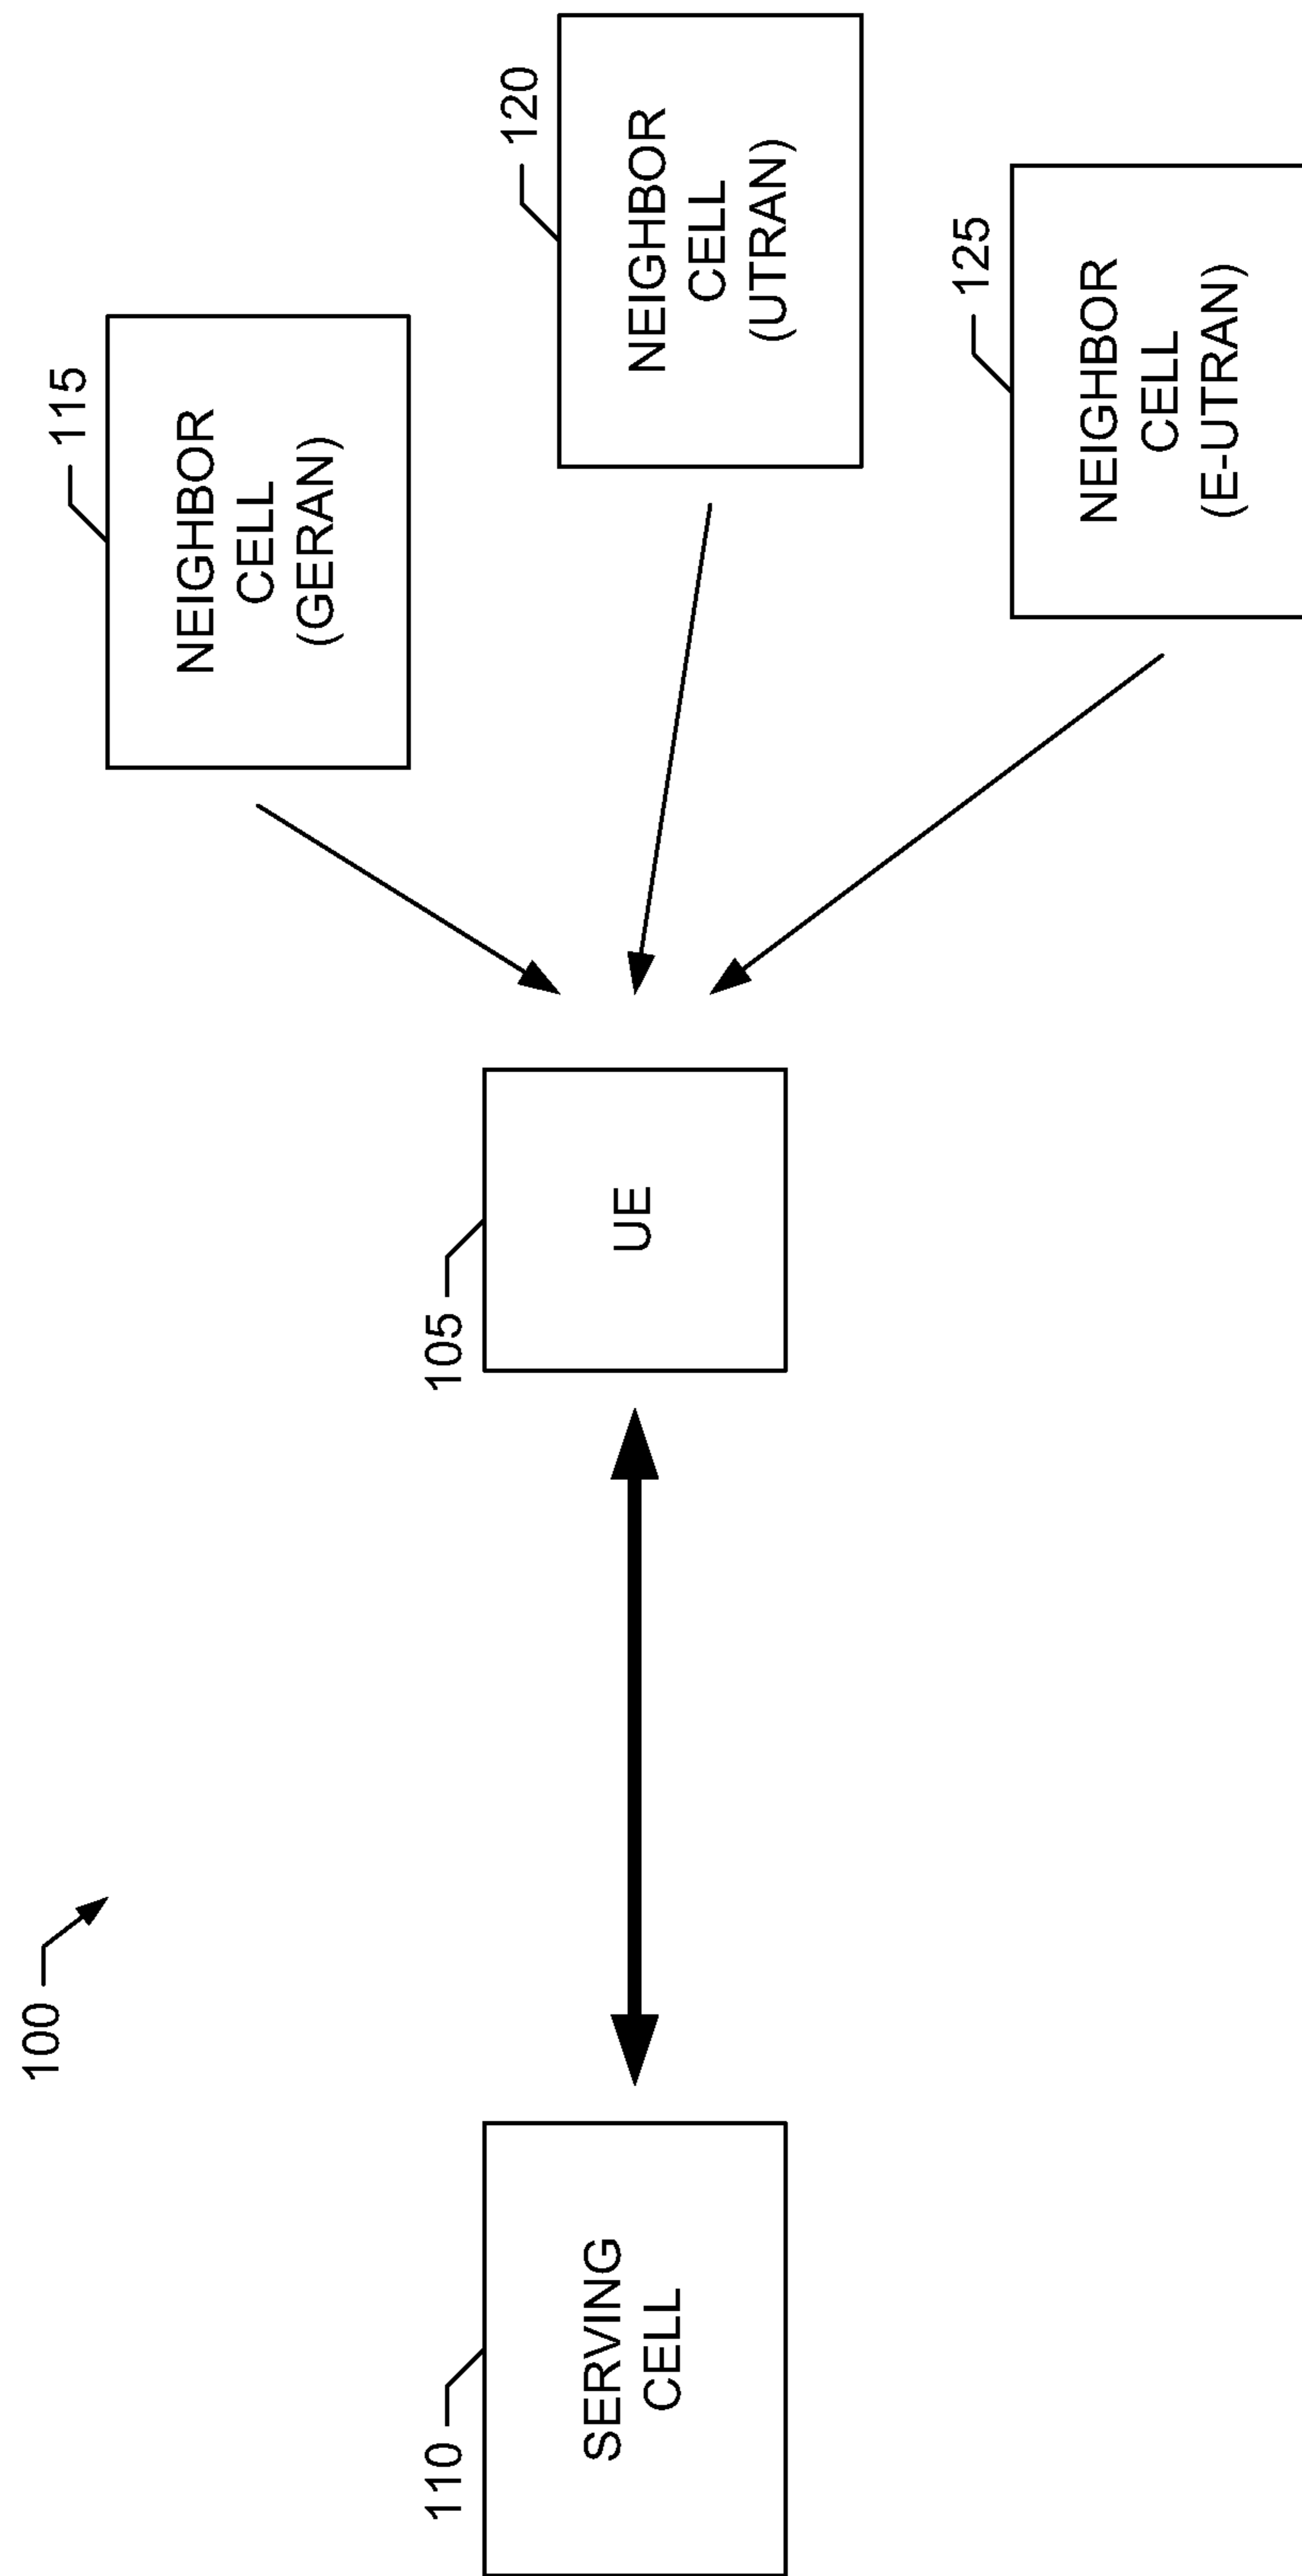 100
110
SERVING
CELL
105
UE
115
NEIGHBOR
CELL
(GERAN)
120
NEIGHBOR
CELL
(UTRAN)
125
NEIGHBOR
CELL
(E-UTRAN)